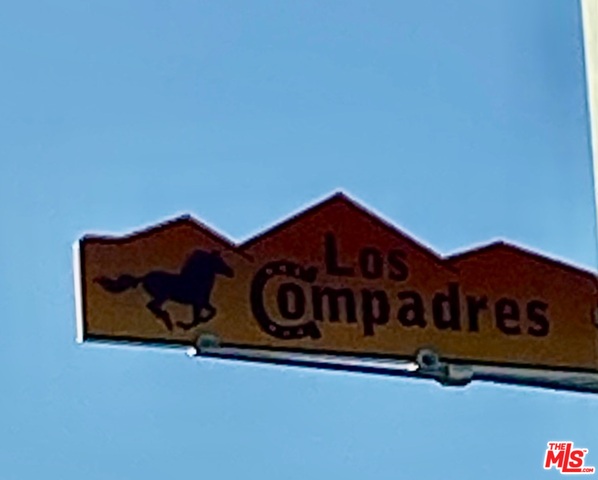 Los
Compadres
THE
MLS
.COM